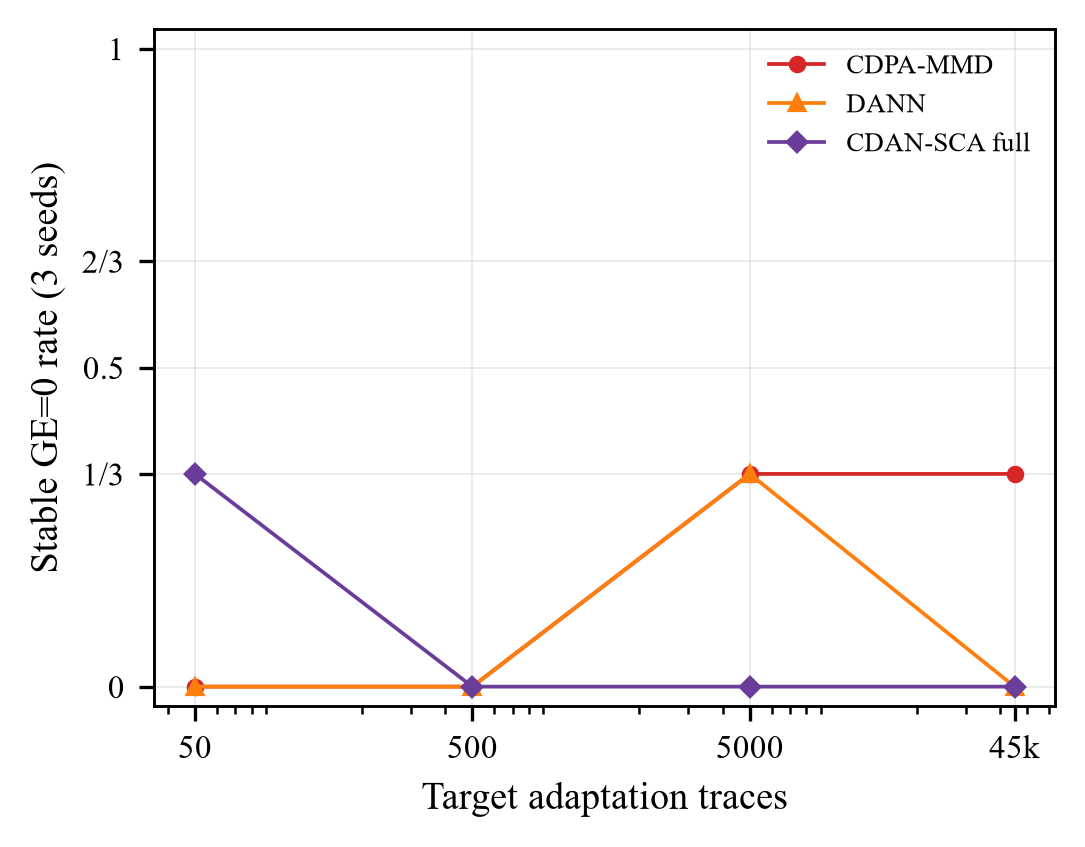 1
2/3
0.5
1/3
0
Stable GE=0 rate (3 seeds)
CDPA-MMD
DANN
CDAN-SCA full
50
500
5000
45k
Target adaptation traces